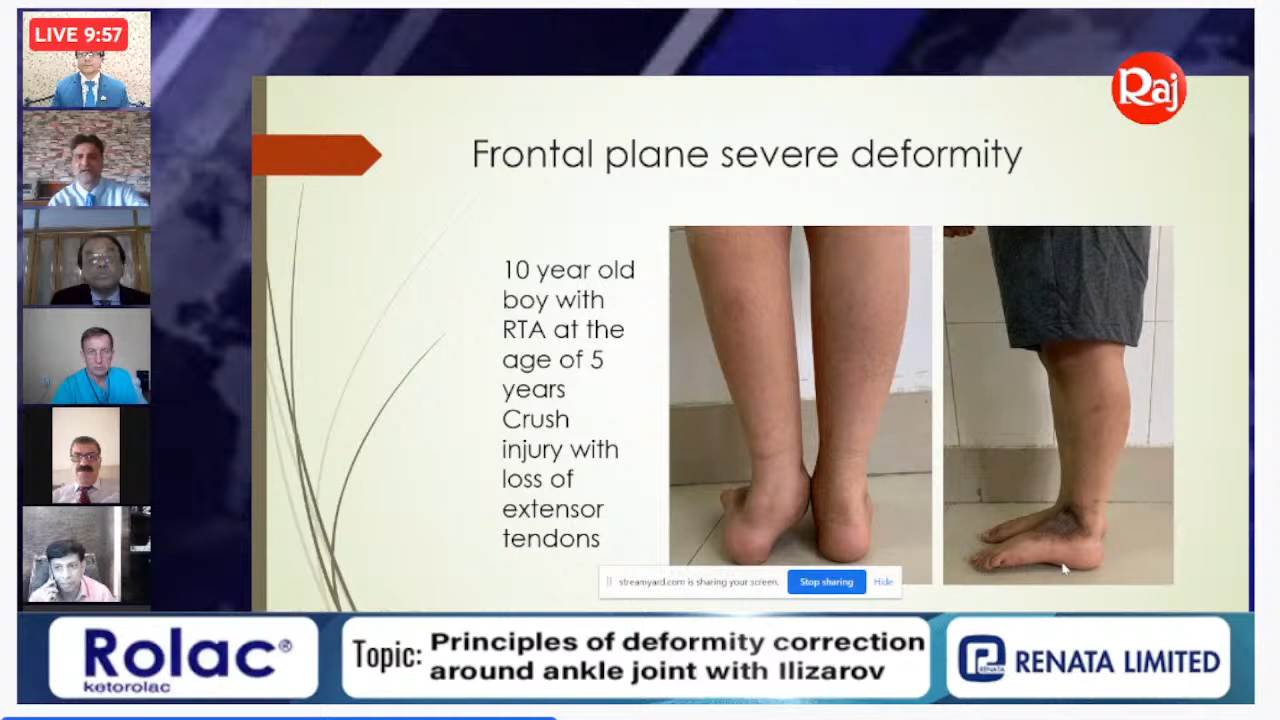 LIVE 9:57
Raj
Frontal plane severe deformity
10 year old
boy with
RTA at the
age of 5
years
Crush
injury with
loss of
extensor
tendons
streamyard.com is sharing your screen.
Stop sharing
Hide
Rolac®
ketorolac
Topic: Principles of deformity correction
around ankle joint with Ilizarov
RENATA
RENATA LIMITED